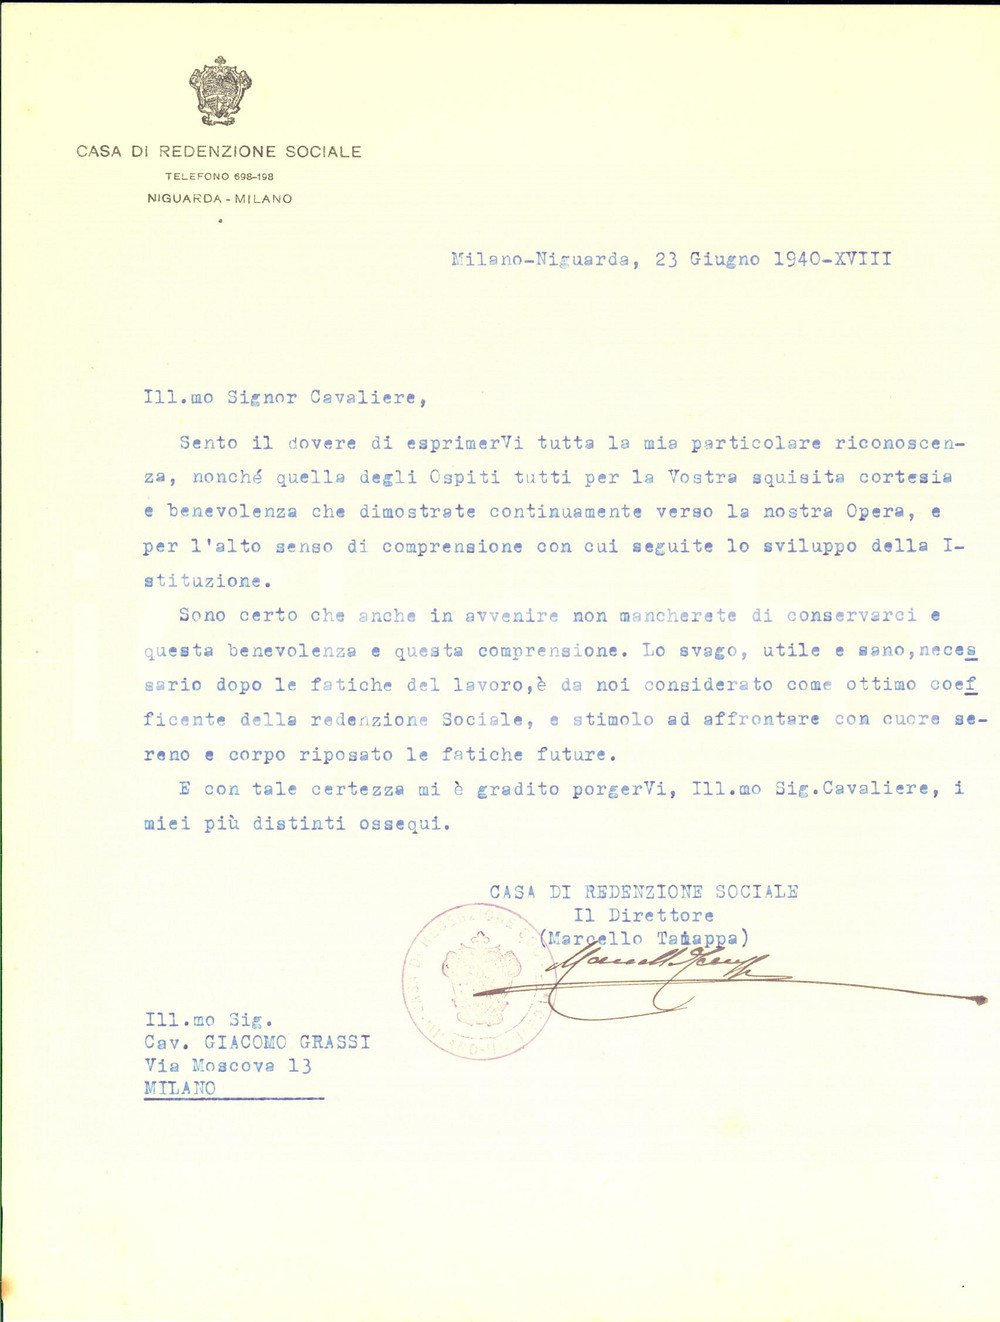 CASA DI REDENZIONE SOCIALE
TELEFONO 698-198
NIGUARDA - MILANO
Milano-Niguarda, 23 Giugno 1940-XVIII
Ill.mo Signor Cavaliere,
Sento il dovere di esprimerVi tutta la mia particolare riconoscen-
za, nonché quella degli Ospiti tutti per la Vostra squisita cortesia
e benevolenza che dimostrate continuamente verso la nostra Opera, e
per l'alto senso di comprensione con cui seguite lo sviluppo della I-
stituzione.
Sono certo che anche in avvenire non mancherete di conservarci e
questa benevolenza e questa comprensione. Lo svago, utile e sano,neces
sario dopo le fatiche del lavoro,è da noi considerato come ottimo coef
ficente della redenzione Sociale, e stimolo ad affrontare con cuore se-
reno e corpo riposato le fatiche future.
E con tale certezza mi è gradito porgerVi, Ill.mo Sig.Cavaliere, i
miei più distinti ossequi.
CASA DI REDENZIONE SOCIALE
Il Direttore
(Marcello
Ill.mo Sig.
Cav. GIACOMO GRASSI
Via Moscova 13
MILANO